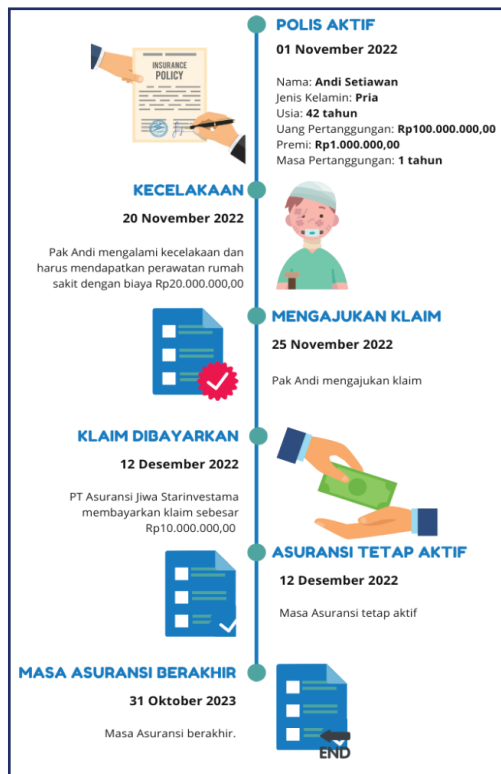 POLIS AKTIF
01 November 2022
INSURANCE
POLICY
Nama: Andi Setiawan
Jenis Kelamin: Pria
Usia: 42 tahun
Uang Pertanggungan: Rp100.000.000,00
Premi: Rp1.000.000,00
Masa Pertanggungan: 1 tahun
KECELAKAAN
20 November 2022
Pak Andi mengalami kecelakaan dan
harus mendapatkan perawatan rumah
sakit dengan biaya Rp20.000.000,00
MENGAJUKAN KLAIM
25 November 2022
Pak Andi mengajukan klaim
KLAIM DIBAYARKAN
12 Desember 2022
PT Asuransi Jiwa Starinvestama
membayarkan klaim sebesar
Rp10.000.000,00
ASURANSI TETAP AKTIF
12 Desember 2022
Masa Asuransi tetap aktif
MASA ASURANSI BERAKHIR
31 Oktober 2023
Masa Asuransi berakhir.
END